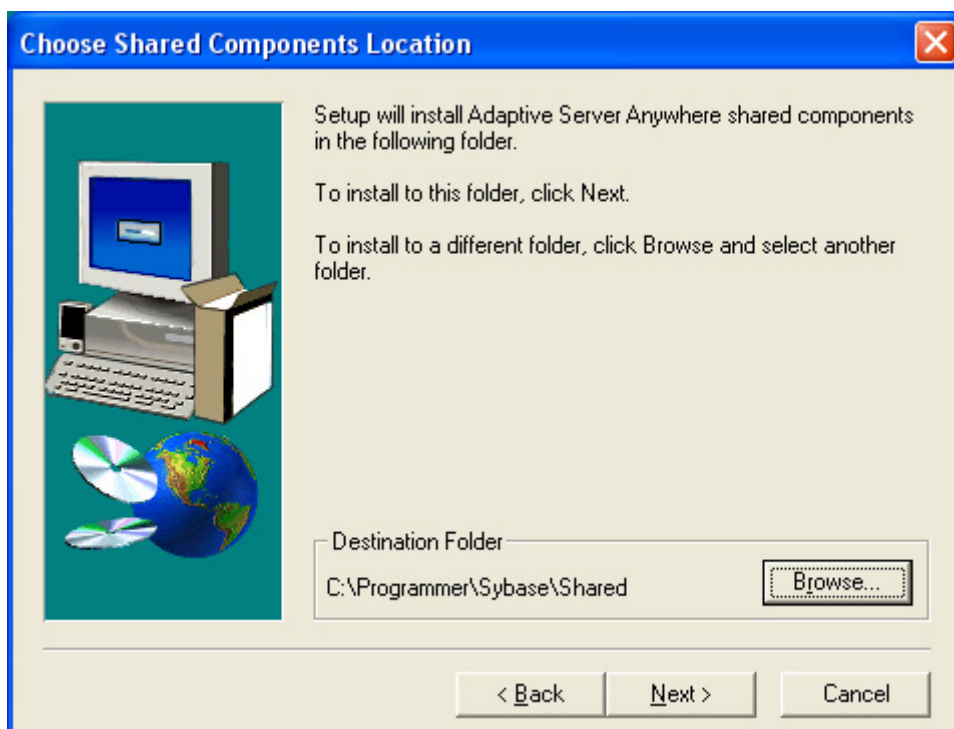 Choose Shared Components Location
Setup will install Adaptive Server Anywhere shared components
in the following folder.
To install to this folder, click Next.
To install to a different folder, click Browse and select another
folder.
Destination Folder
C:\Programmer\Sybase\Shared
Browse...
< Back
Next >
Cancel